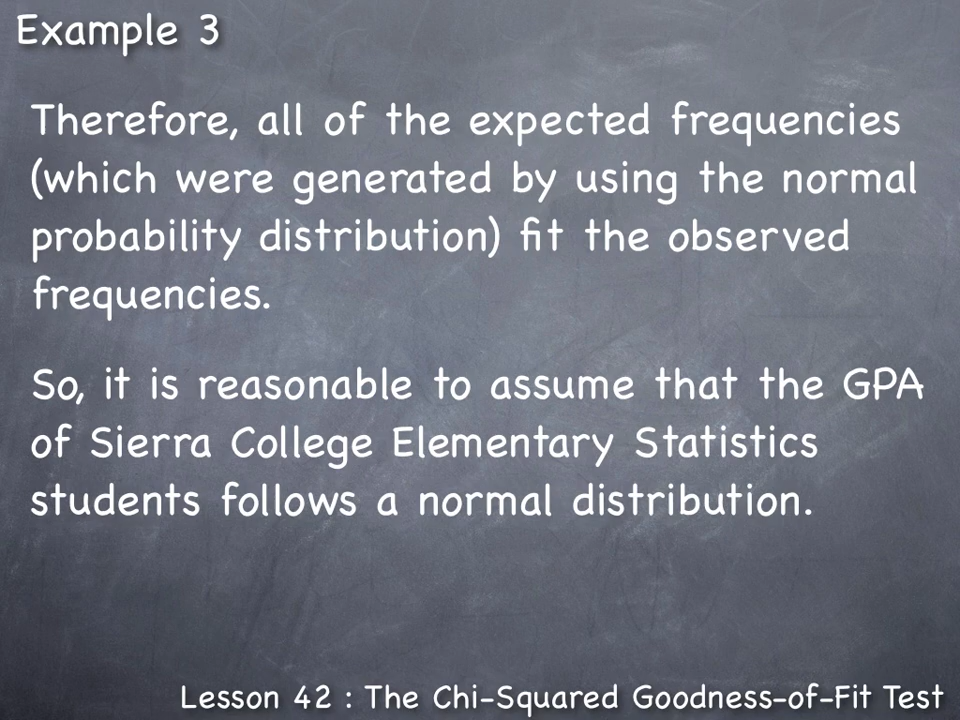 Example 3
Therefore, all of the expected frequencies
(which were generated by using the normal
probability distribution) fit the observed
frequencies.
So, it is reasonable to assume that the GPA
of Sierra College Elementary Statistics
students follows a normal distribution.
Lesson 42 : The Chi-Squared Goodness-of-Fit Test